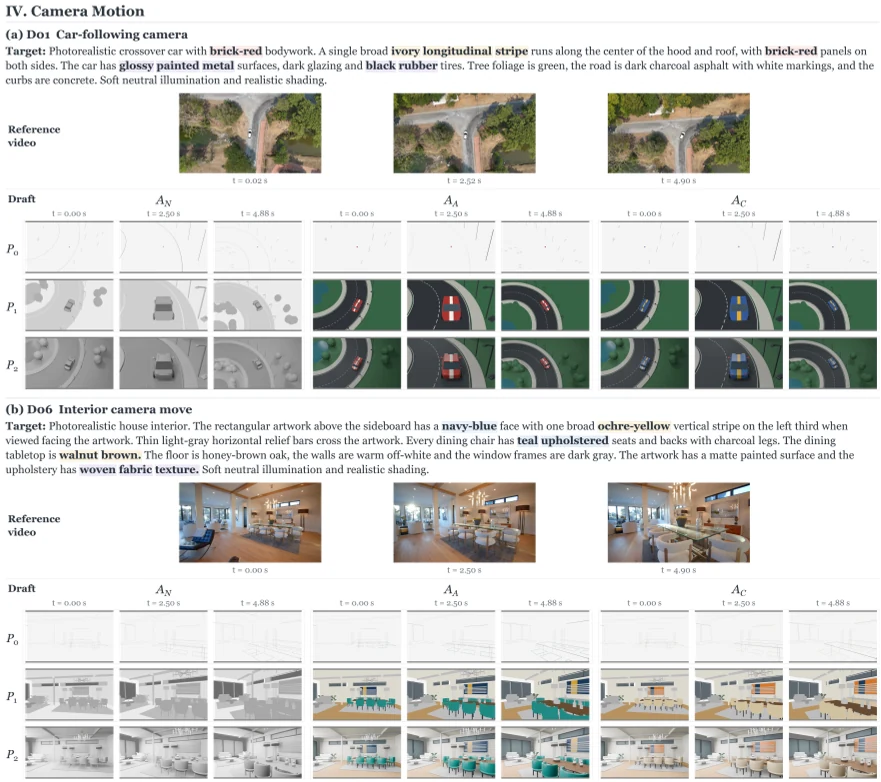 IV. Camera Motion
(a) D01 Car-following camera
Target: Photorealistic crossover car with brick-red bodywork. A single broad ivory longitudinal stripe runs along the center of the hood and roof, with brick-red panels on
both sides. The car has glossy painted metal surfaces, dark glazing and black rubber tires. Tree foliage is green, the road is dark charcoal asphalt with white markings, and the
curbs are concrete. Soft neutral illumination and realistic shading.
Reference
video
t = 0.02 s t = 2.52 s t = 4.90 s
Draft A_N A_A A_C
t = 0.00 s t = 2.50 s t = 4.88 s t = 0.00 s t = 2.50 s t = 4.88 s t = 0.00 s t = 2.50 s t = 4.88 s
P_0
P_1
P_2
(b) D06 Interior camera move
Target: Photorealistic house interior. The rectangular artwork above the sideboard has a navy-blue face with one broad ochre-yellow vertical stripe on the left third when
viewed facing the artwork. Thin light-gray horizontal relief bars cross the artwork. Every dining chair has teal upholstered seats and backs with charcoal legs. The dining
tabletop is walnut brown. The floor is honey-brown oak, the walls are warm off-white and the window frames are dark gray. The artwork has a matte painted surface and the
upholstery has woven fabric texture. Soft neutral illumination and realistic shading.
Reference
video
t = 0.00 s t = 2.50 s t = 4.90 s
Draft A_N A_A A_C
t = 0.00 s t = 2.50 s t = 4.88 s t = 0.00 s t = 2.50 s t = 4.88 s t = 0.00 s t = 2.50 s t = 4.88 s
P_0
P_1
P_2